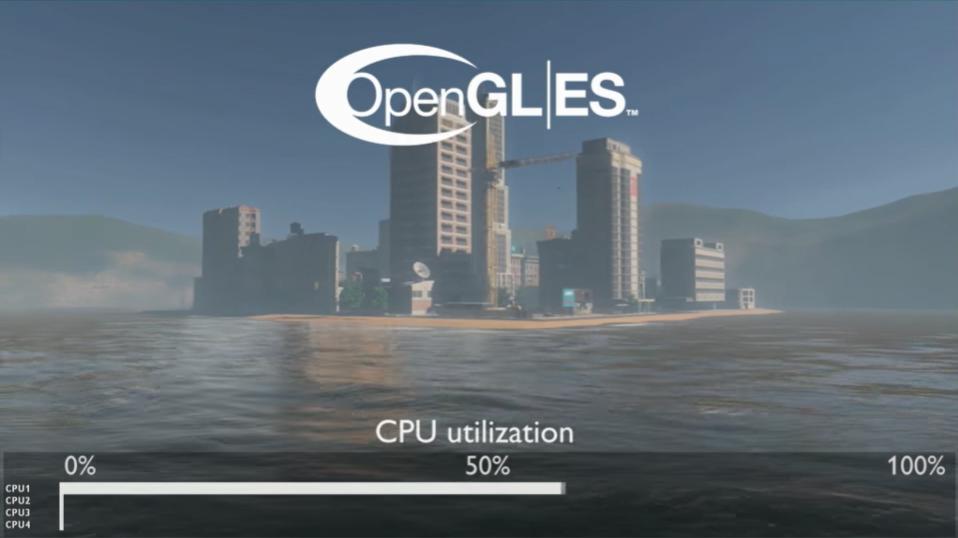 OpenGL|ES™
CPU utilization
0% 50% 100%
CPU1
CPU2
CPU3
CPU4